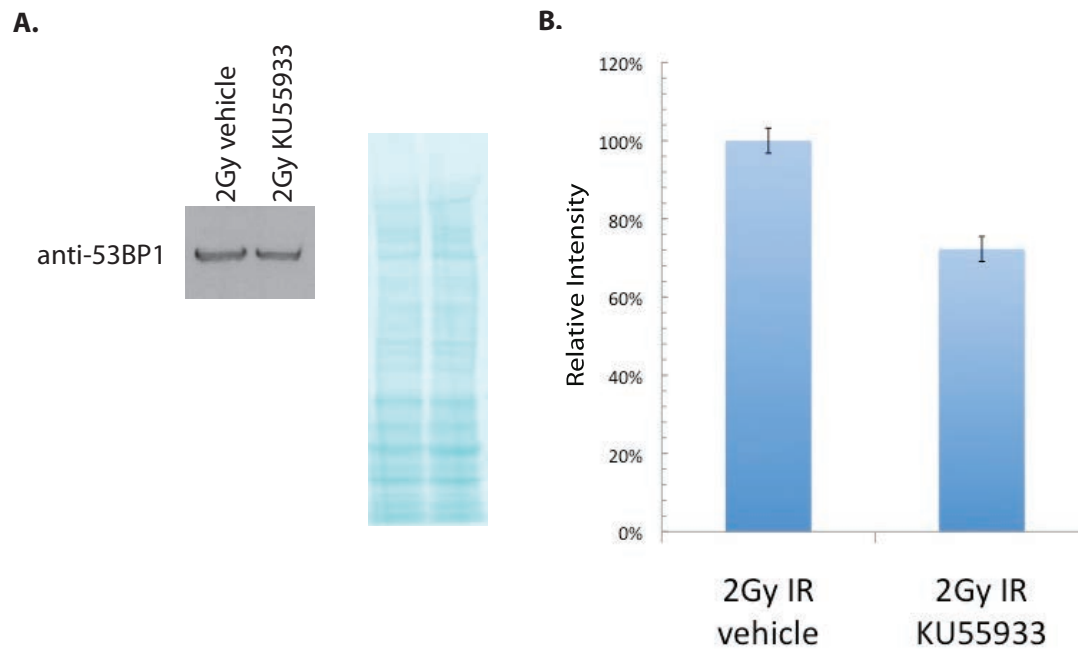 A.
2Gy vehicle
2Gy KU55933
anti-53BP1
B.
Relative Intensity
120%
100%
80%
60%
40%
20%
0%
2Gy IR
vehicle
2Gy IR
KU55933